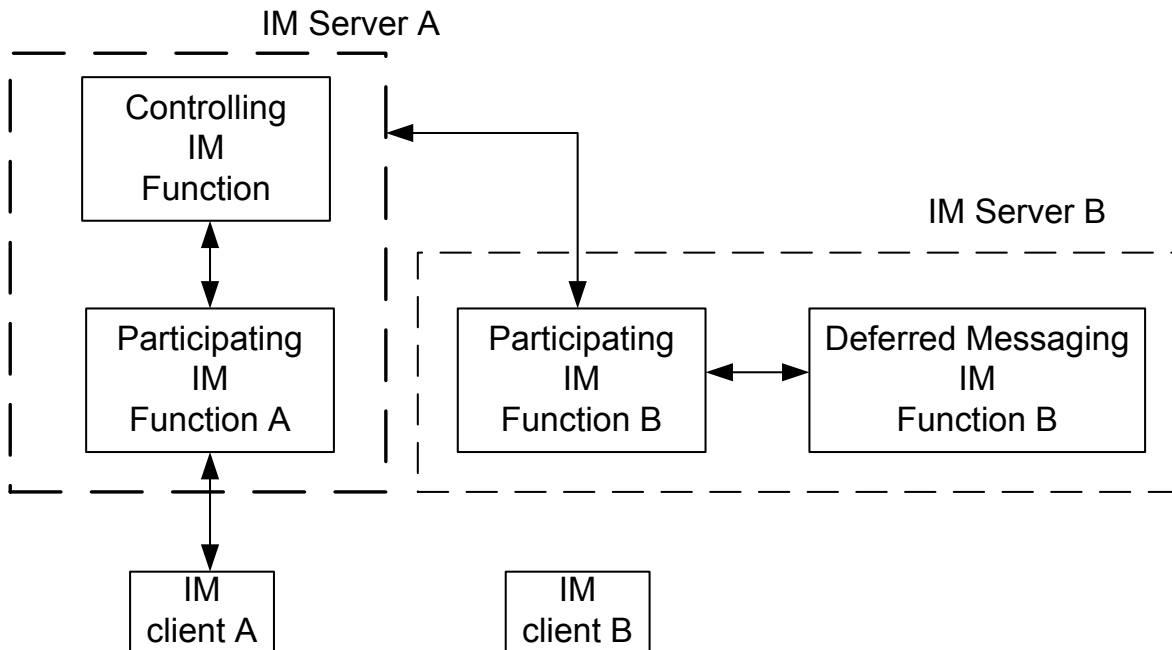 IM Server A
Controlling
IM
Function
IM Server B
Participating
IM
Function A
Participating
IM
Function B
Deferred Messaging
IM
Function B
IM
client A
IM
client B